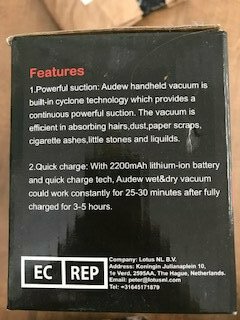 Features
1.Powerful suction: Audew handheld vacuum is
built-in cyclone technology which provides a
continuous powerful suction. The vacuum is
efficient in absorbing hairs,dust,paper scraps,
cigarette ashes,little stones and liquilds.
2.Quick charge: With 2200mAh lithium-ion battery
and quick charge tech, Audew wet&dry vacuum
could work constantly for 25-30 minutes after fully
charged for 3-5 hours.
EC REP
Company: Lotus NL B.V.
Address: Koningin Julianaplein 10,
1e Verd, 2595AA, The Hague, Netherlands.
Email: peter@lotusnl.com
Tel: +31645171879